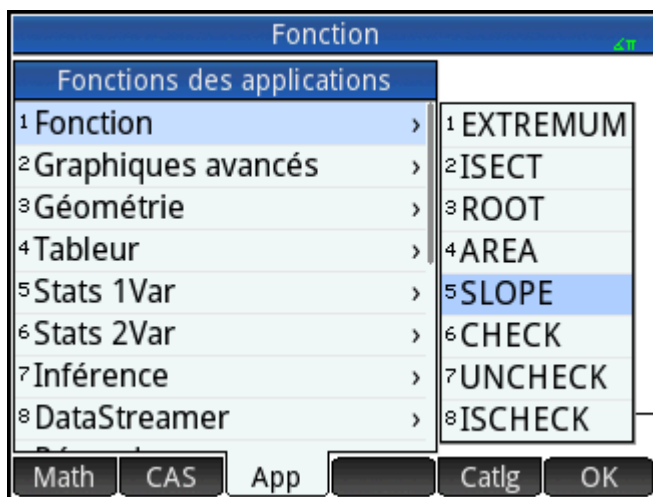 Fonction
∡π
Fonctions des applications
1 Fonction ›
2 Graphiques avancés ›
3 Géométrie ›
4 Tableur ›
5 Stats 1Var ›
6 Stats 2Var ›
7 Inférence ›
8 DataStreamer ›
1 EXTREMUM
2 ISECT
3 ROOT
4 AREA
5 SLOPE
6 CHECK
7 UNCHECK
8 ISCHECK
Math CAS App Catlg OK